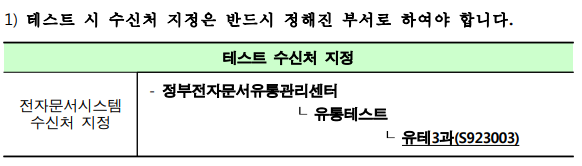 1) 테스트 시 수신처 지정은 반드시 정해진 부서로 하여야 합니다.
테스트 수신처 지정
전자문서시스템
수신처 지정
- 정부전자문서유통관리센터
└ 유통테스트
└ 유테3과(S923003)